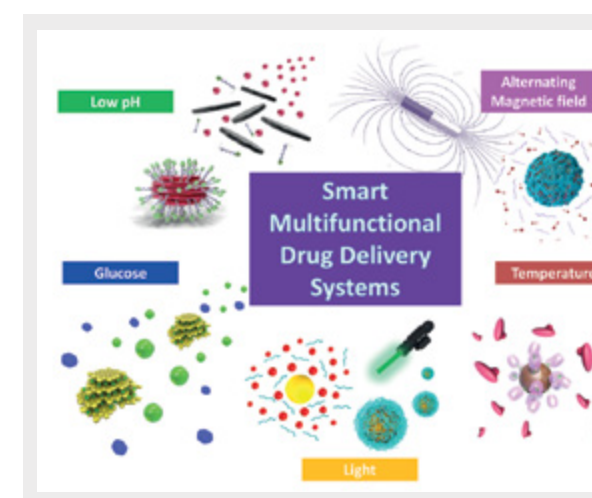 Low pH
Alternating
Magnetic field
Smart
Multifunctional
Drug Delivery
Systems
Glucose
Temperature
Light